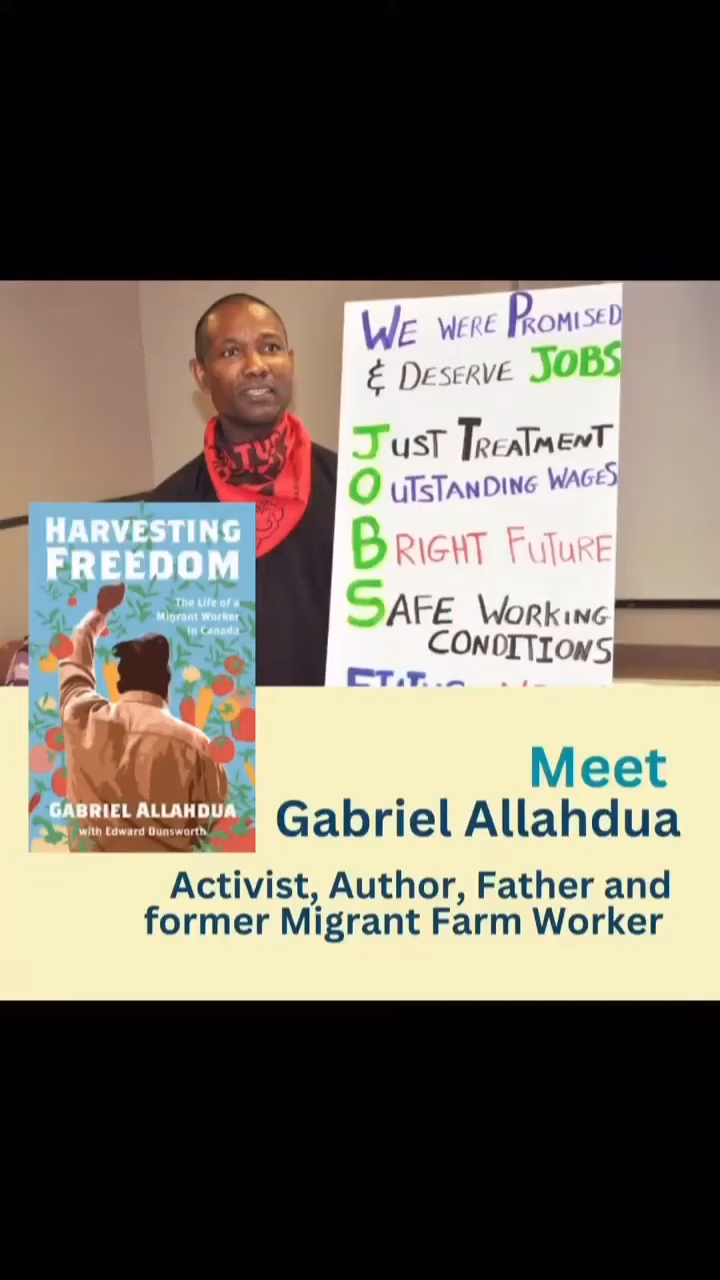 WE WERE PROMISED
& DESERVE JOBS
JUST TREATMENT
OUTSTANDING WAGES
BRIGHT FUTURE
SAFE WORKING
CONDITIONS
HARVESTING
FREEDOM
The Life of a
Migrant Worker
in Canada
GABRIEL ALLAHDUA
with Edward Dunsworth
Meet
Gabriel Allahdua
Activist, Author, Father and
former Migrant Farm Worker